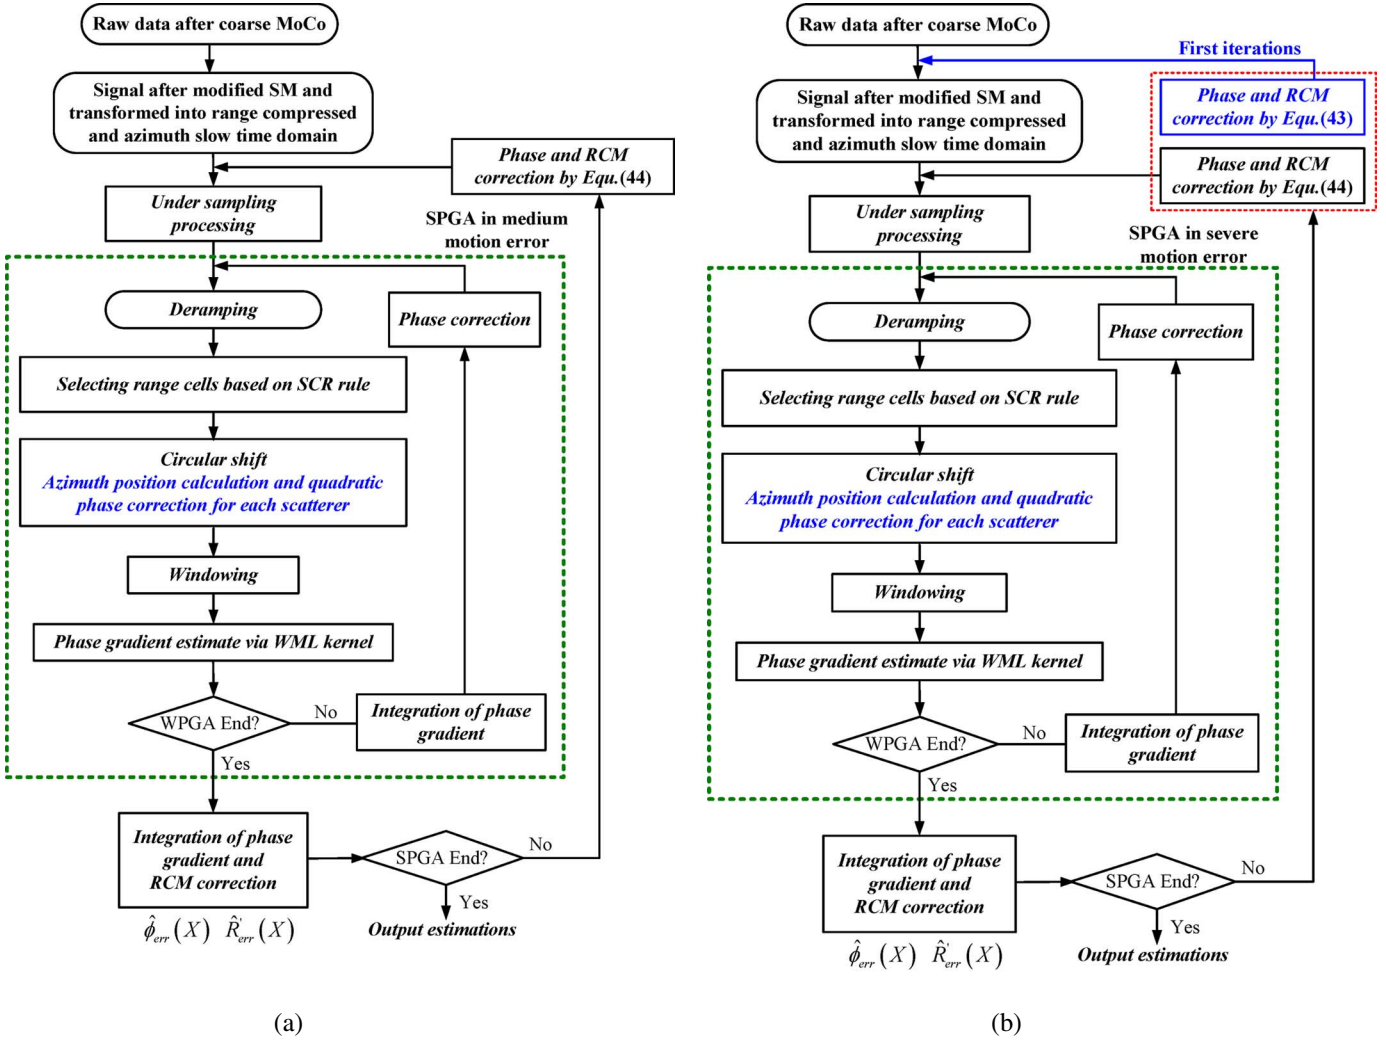 Raw data after coarse MoCo
Signal after modified SM and
transformed into range compressed
and azimuth slow time domain
Phase and RCM
correction by Equ.(44)
Under sampling
processing
SPGA in medium
motion error
Deramping
Phase correction
Selecting range cells based on SCR rule
Circular shift
Azimuth position calculation and quadratic
phase correction for each scatterer
Windowing
Phase gradient estimate via WML kernel
WPGA End?
No
Integration of phase
gradient
Yes
Integration of phase
gradient and
RCM correction
SPGA End?
No
Yes
Output estimations
φ̂_err(X) R̂'_err(X)
(a)
Raw data after coarse MoCo
First iterations
Signal after modified SM and
transformed into range compressed
and azimuth slow time domain
Phase and RCM
correction by Equ.(43)
Phase and RCM
correction by Equ.(44)
Under sampling
processing
SPGA in severe
motion error
Deramping
Phase correction
Selecting range cells based on SCR rule
Circular shift
Azimuth position calculation and quadratic
phase correction for each scatterer
Windowing
Phase gradient estimate via WML kernel
WPGA End?
No
Integration of phase
gradient
Yes
Integration of phase
gradient and
RCM correction
SPGA End?
No
Yes
Output estimations
φ̂_err(X) R̂'_err(X)
(b)